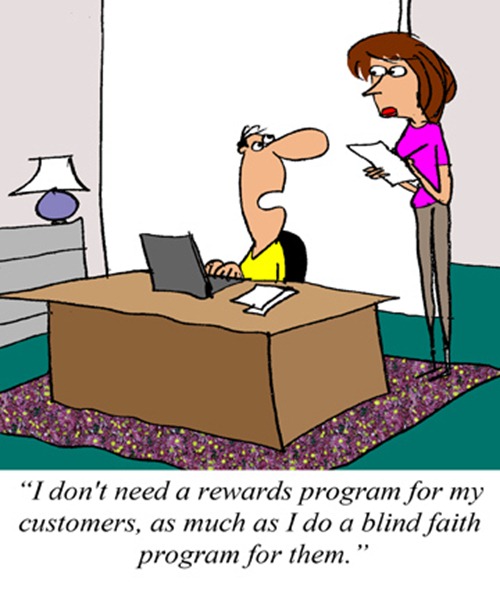 “I don't need a rewards program for my
customers, as much as I do a blind faith
program for them.”